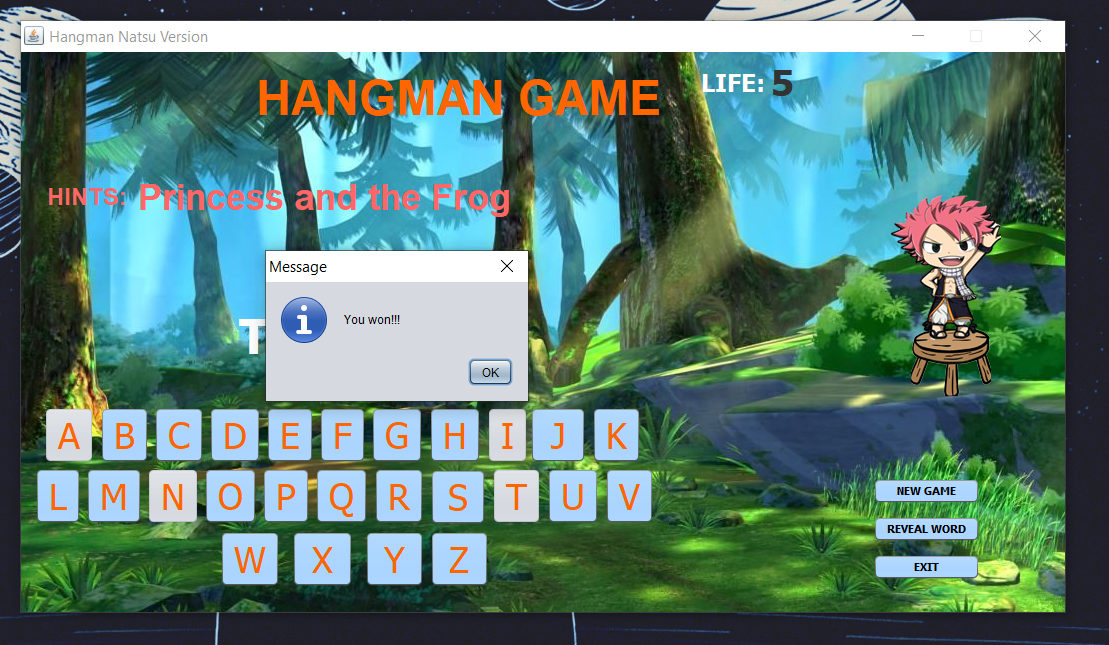 Hangman Natsu Version
HANGMAN GAME
LIFE: 5
HINTS: Princess and the Frog
Message
You won!!!
OK
T
A B C D E F G H I J K
L M N O P Q R S T U V
W X Y Z
NEW GAME
REVEAL WORD
EXIT